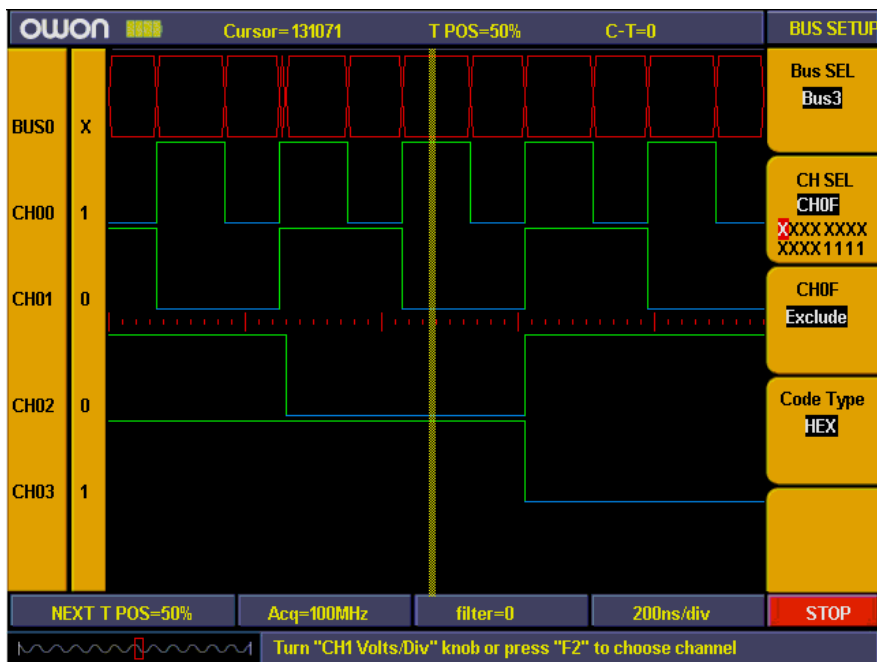 owon Cursor=131071 T POS=50% C-T=0 BUS SETUP
Bus SEL
Bus3
BUS0 X
CH SEL
CH0F
XXXX XXXX
XXXX1111
CH00 1
CH01 0
CH0F
Exclude
CH02 0
Code Type
HEX
CH03 1
NEXT T POS=50% Acq=100MHz filter=0 200ns/div STOP
Turn "CH1 Volts/Div" knob or press "F2" to choose channel